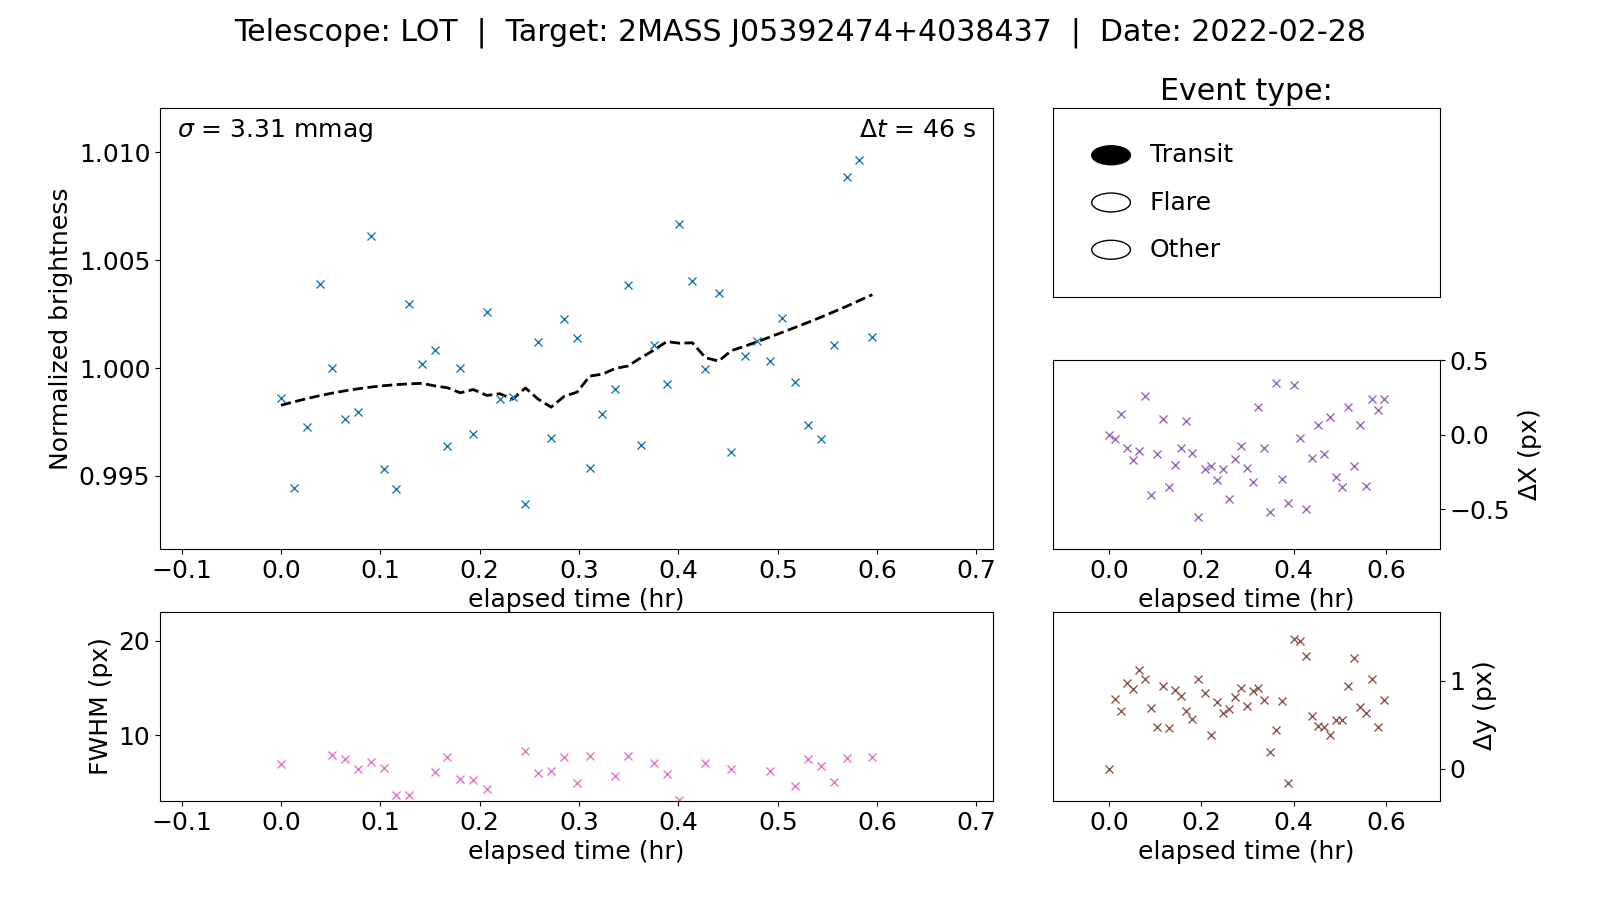 Telescope: LOT | Target: 2MASS J05392474+4038437 | Date: 2022-02-28
Event type:
σ = 3.31 mmag
Δt = 46 s
Transit
Flare
Other
Normalized brightness
1.010
1.005
1.000
0.995
−0.1 0.0 0.1 0.2 0.3 0.4 0.5 0.6 0.7
elapsed time (hr)
0.5
0.0
−0.5
ΔX (px)
0.0 0.2 0.4 0.6
elapsed time (hr)
FWHM (px)
20
10
−0.1 0.0 0.1 0.2 0.3 0.4 0.5 0.6 0.7
elapsed time (hr)
1
0
Δy (px)
0.0 0.2 0.4 0.6
elapsed time (hr)